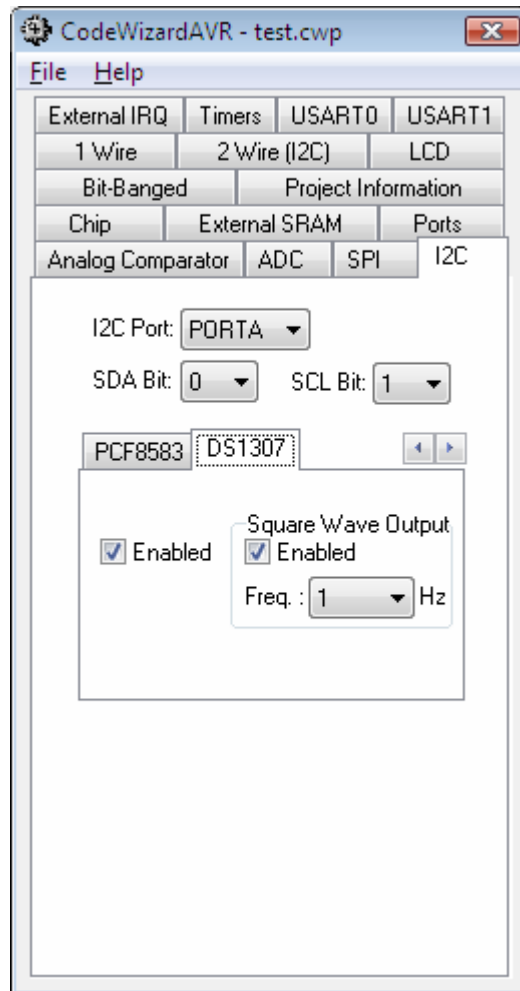 CodeWizardAVR - test.cwp
File Help
External IRQ Timers USART0 USART1
1 Wire 2 Wire (I2C) LCD
Bit-Banged Project Information
Chip External SRAM Ports
Analog Comparator ADC SPI I2C
I2C Port: PORTA
SDA Bit: 0 SCL Bit: 1
PCF8583 DS1307
Square Wave Output
Enabled Enabled
Freq. : 1 Hz